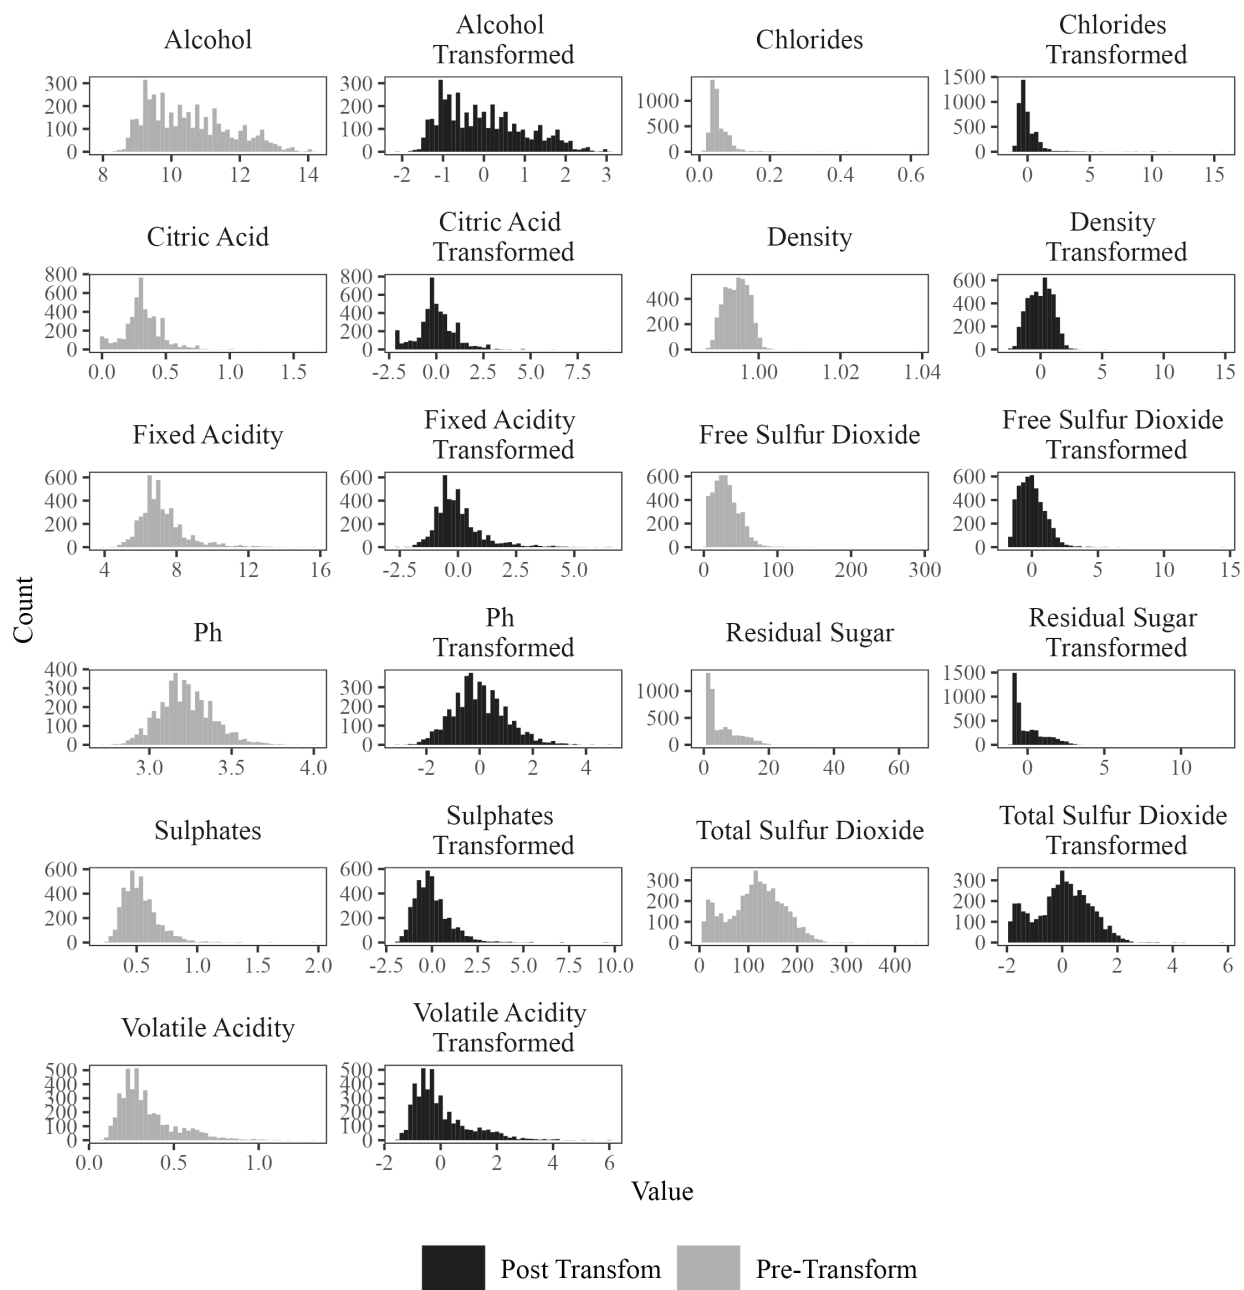 Alcohol
Alcohol
Transformed
Chlorides
Chlorides
Transformed
300
200
100
0
8 10 12 14
300
200
100
0
-2 -1 0 1 2 3
1000
500
0
0.0 0.2 0.4 0.6
1500
1000
500
0
0 5 10 15
Citric Acid
Citric Acid
Transformed
Density
Density
Transformed
800
600
400
200
0
0.0 0.5 1.0 1.5
800
600
400
200
0
-2.5 0.0 2.5 5.0 7.5
400
200
0
1.00 1.02 1.04
600
400
200
0
0 5 10 15
Fixed Acidity
Fixed Acidity
Transformed
Free Sulfur Dioxide
Free Sulfur Dioxide
Transformed
600
400
200
0
4 8 12 16
600
400
200
0
-2.5 0.0 2.5 5.0
600
400
200
0
0 100 200 300
600
400
200
0
0 5 10 15
Count
Ph
Ph
Transformed
Residual Sugar
Residual Sugar
Transformed
400
300
200
100
0
3.0 3.5 4.0
300
200
100
0
-2 0 2 4
1000
500
0
0 20 40 60
1500
1000
500
0
0 5 10
Sulphates
Sulphates
Transformed
Total Sulfur Dioxide
Total Sulfur Dioxide
Transformed
600
400
200
0
0.5 1.0 1.5 2.0
600
400
200
0
-2.5 0.0 2.5 5.0 7.5 10.0
300
200
100
0
0 100 200 300 400
300
200
100
0
-2 0 2 4 6
Volatile Acidity
Volatile Acidity
Transformed
500
400
300
200
100
0
0.0 0.5 1.0
500
400
300
200
100
0
-2 0 2 4 6
Value
Post Transfom
Pre-Transform